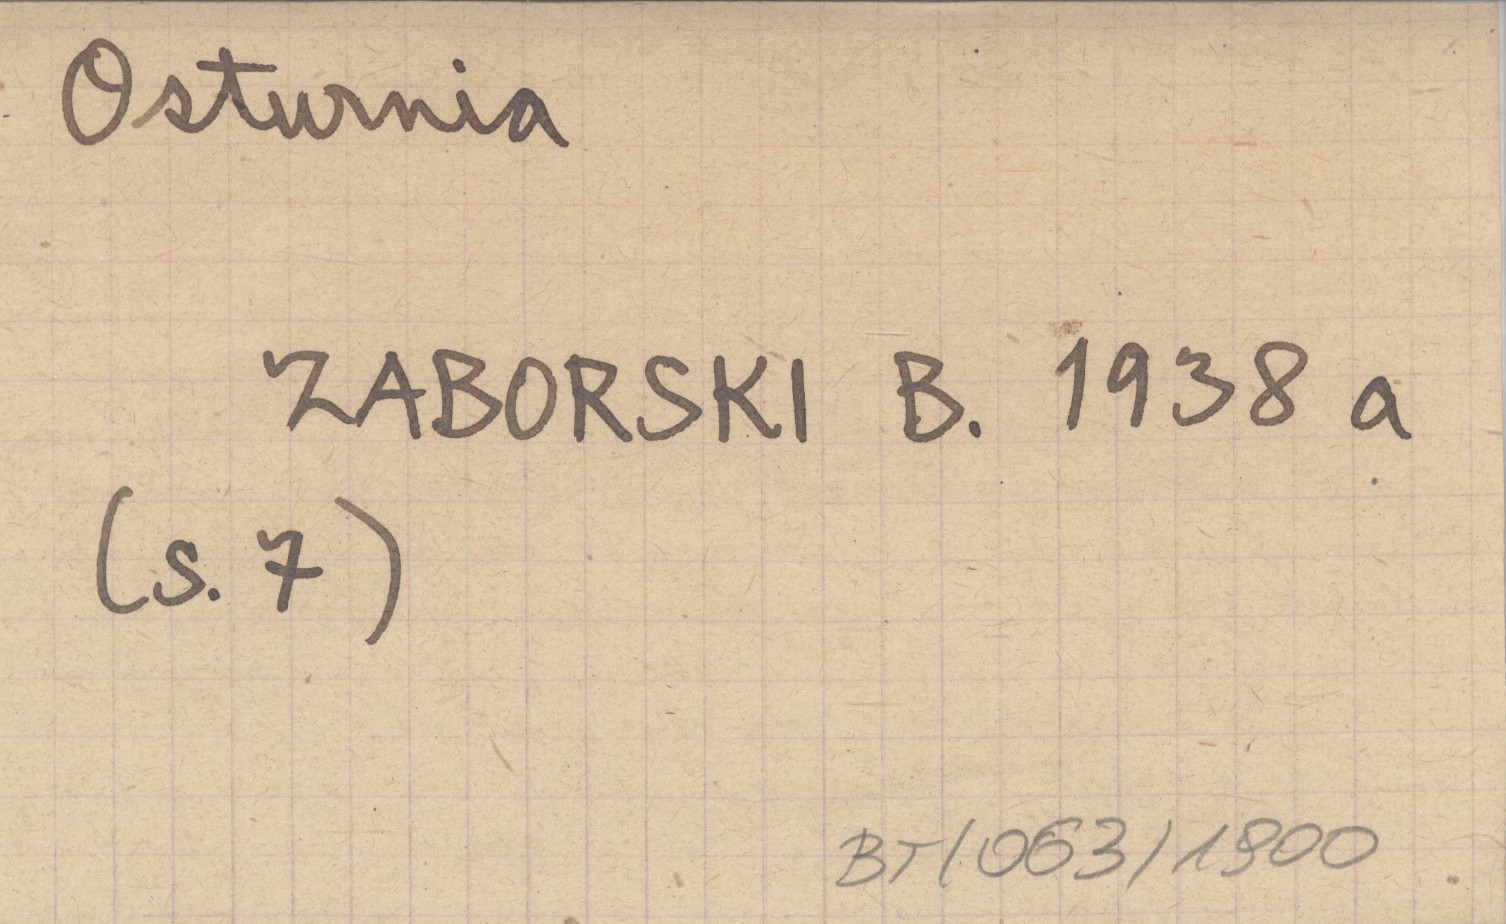 Osturnia
ZABORSKI B. 1938 a
(s. 7)
BT/063/1800